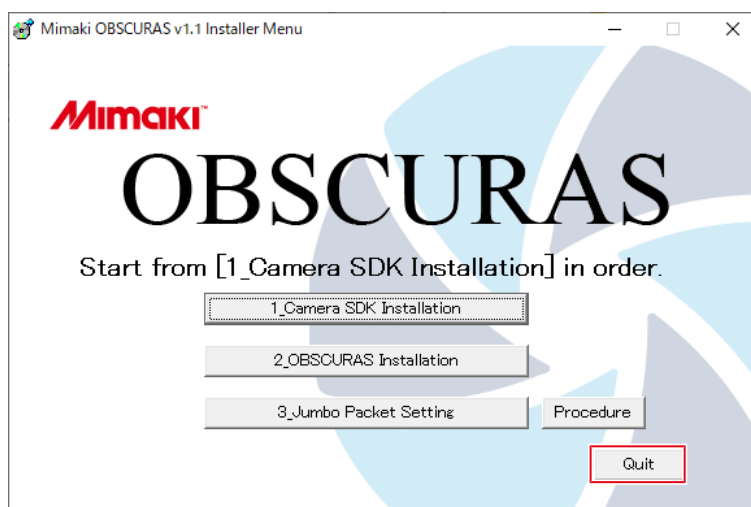 Mimaki OBSCURAS v1.1 Installer Menu
Mimaki™
OBSCURAS
Start from [1_Camera SDK Installation] in order.
1_Camera SDK Installation
2_OBSCURAS Installation
3_Jumbo Packet Setting Procedure
Quit